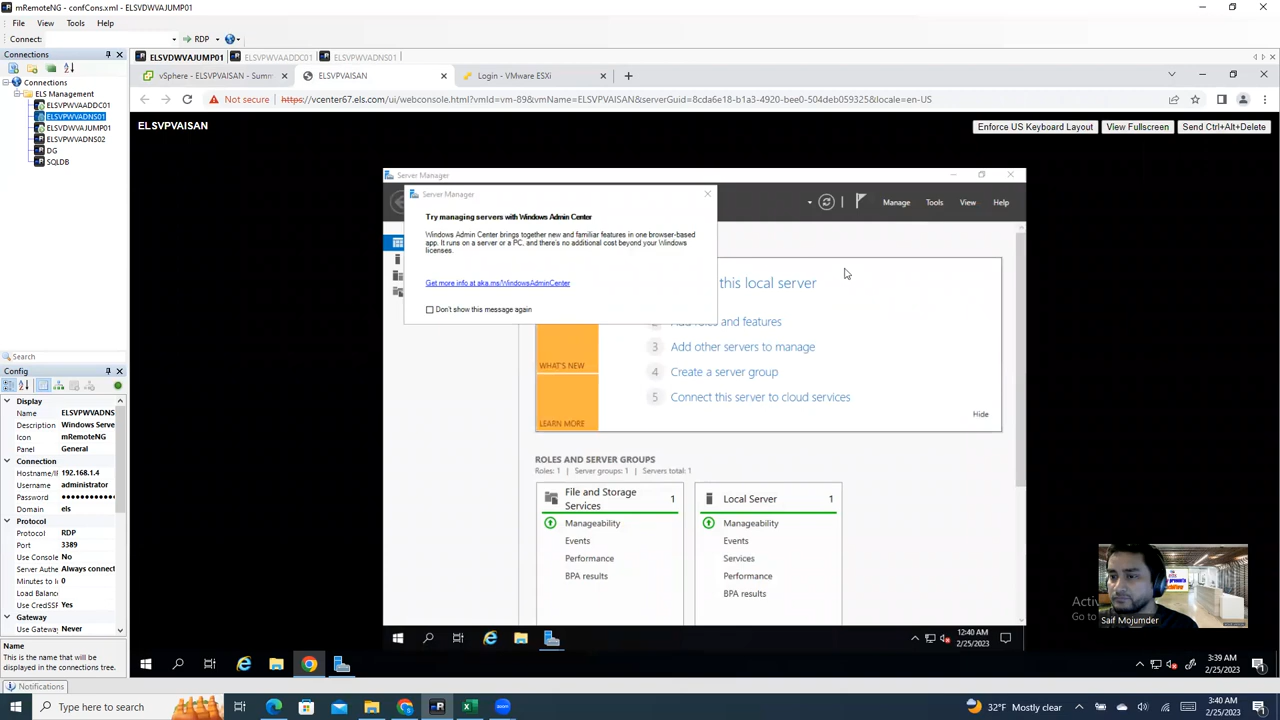 mRemoteNG - confCons.xml - ELSVDWVAJUMP01
File View Tools Help
Connect: RDP
Connections
ELSVDWVAJUMP01 ELSVPWVAADDC01 ELSVPWVADNS01
vSphere - ELSVPVAISAN - Summ ELSVPVAISAN Login - VMware ESXi
Not secure https://vcenter67.els.com/ui/webconsole.html?vmId=vm-89&vmName=ELSVPVAISAN&serverGuid=8cda6e18-b1a3-4920-bee0-504deb059325&locale=en-US
Connections
ELS Management
ELSVPWVAADDC01
ELSVPWVADNS01
ELSVDWVAJUMP01
ELSVPWVADNS02
DG
SQLDB
ELSVPVAISAN
Enforce US Keyboard Layout View Fullscreen Send Ctrl+Alt+Delete
Server Manager
Server Manager
Manage Tools View Help
Try managing servers with Windows Admin Center
Windows Admin Center brings together new and familiar features in one browser-based
app. It runs on a server or a PC, and there's no additional cost beyond your Windows
licenses.
Get more info at aka.ms/WindowsAdminCenter
Don't show this message again
this local server
2 Add roles and features
3 Add other servers to manage
4 Create a server group
5 Connect this server to cloud services
WHAT'S NEW
LEARN MORE
Hide
ROLES AND SERVER GROUPS
Roles: 1 | Server groups: 1 | Servers total: 1
File and Storage
Services 1
Manageability
Events
Performance
BPA results
Local Server 1
Manageability
Events
Services
Performance
BPA results
12:40 AM
2/25/2023
Search
Config
Display
Name ELSVPWVADNS
Description Windows Serve
Icon mRemoteNG
Panel General
Connection
Hostname/IP 192.168.1.4
Username administrator
Password ●●●●●●●●●●●
Domain els
Protocol
Protocol RDP
Port 3389
Use Console No
Server Authe Always connect
Minutes to I 0
Load Balanc
Use CredSSP Yes
Gateway
Use Gateway Never
Name
This is the name that will be
displayed in the connections tree.
Notifications
Saif Mojumder
3:39 AM
2/25/2023
Type here to search
32°F Mostly clear
3:40 AM
2/25/2023